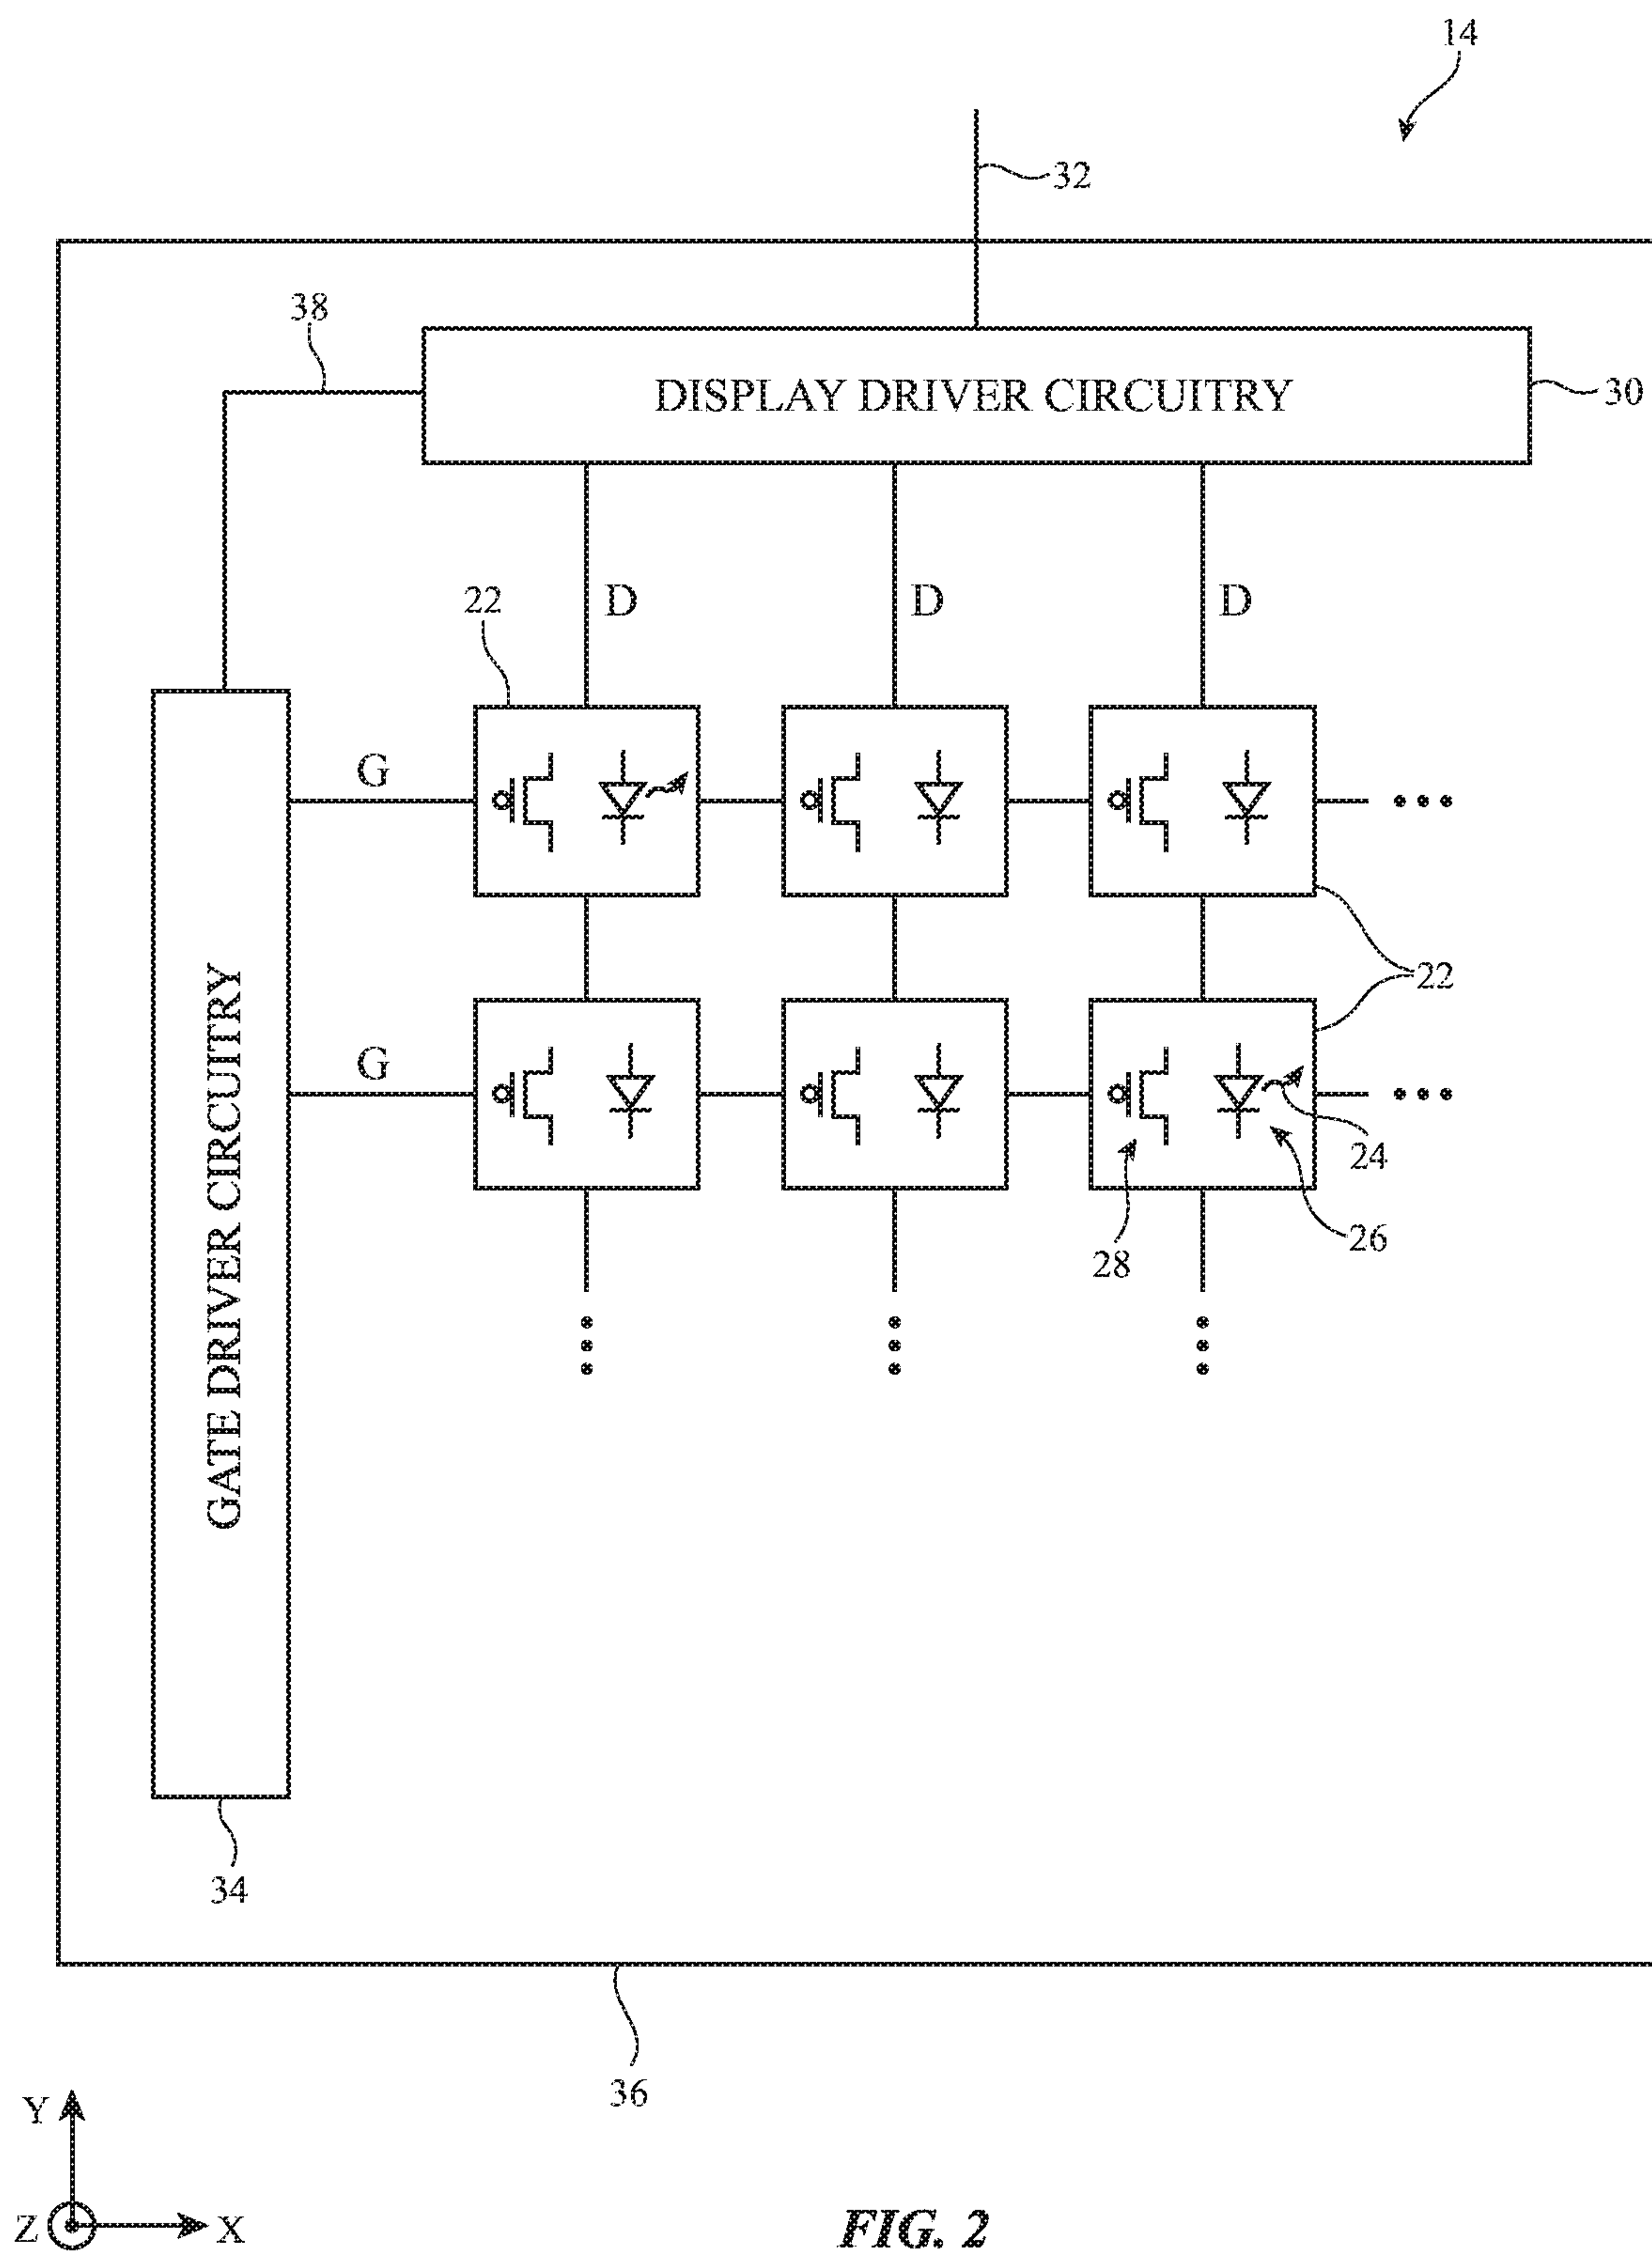 14
32
38
DISPLAY DRIVER CIRCUITRY
30
22
D
D
D
G
22
G
24
28
26
GATE DRIVER CIRCUITRY
34
36
Y
Z
X
FIG. 2